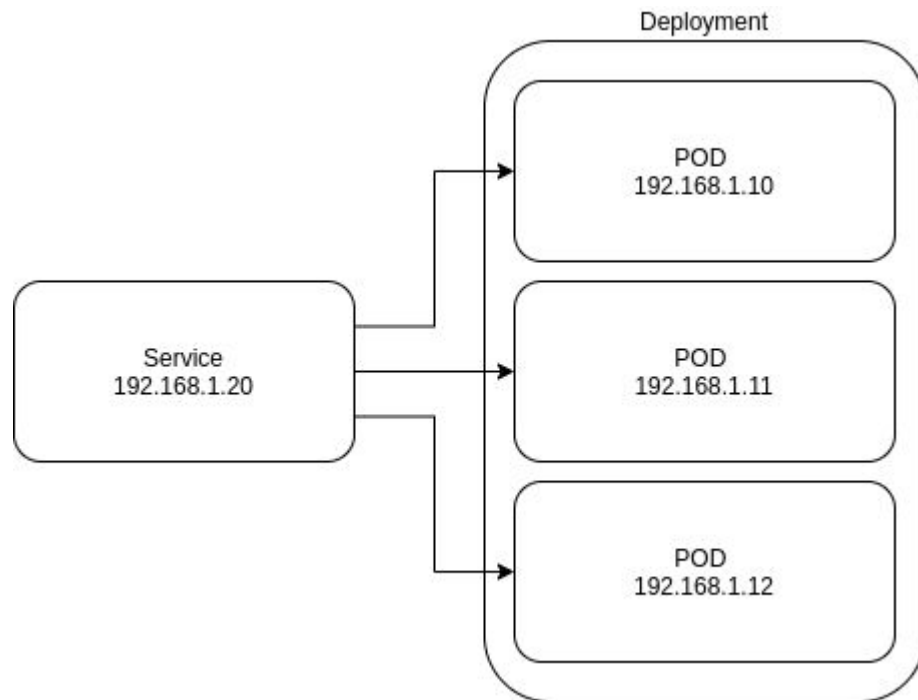 Deployment
POD
192.168.1.10
Service
192.168.1.20
POD
192.168.1.11
POD
192.168.1.12